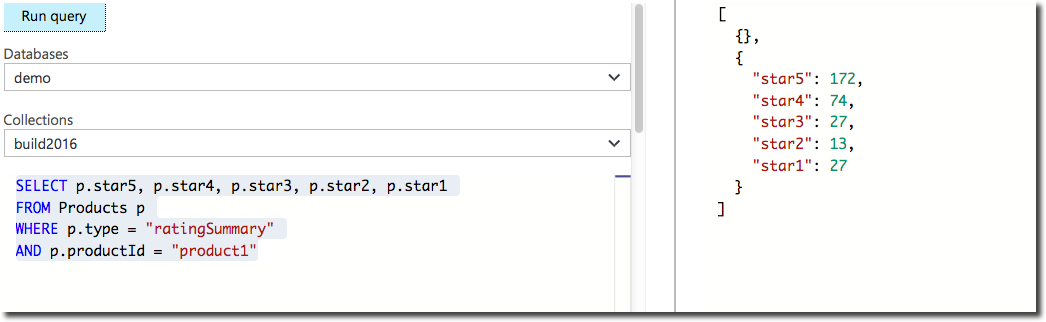 Run query
Databases
demo
Collections
build2016
SELECT p.star5, p.star4, p.star3, p.star2, p.star1
FROM Products p
WHERE p.type = "ratingSummary"
AND p.productId = "product1"
[
{},
{
"star5": 172,
"star4": 74,
"star3": 27,
"star2": 13,
"star1": 27
}
]